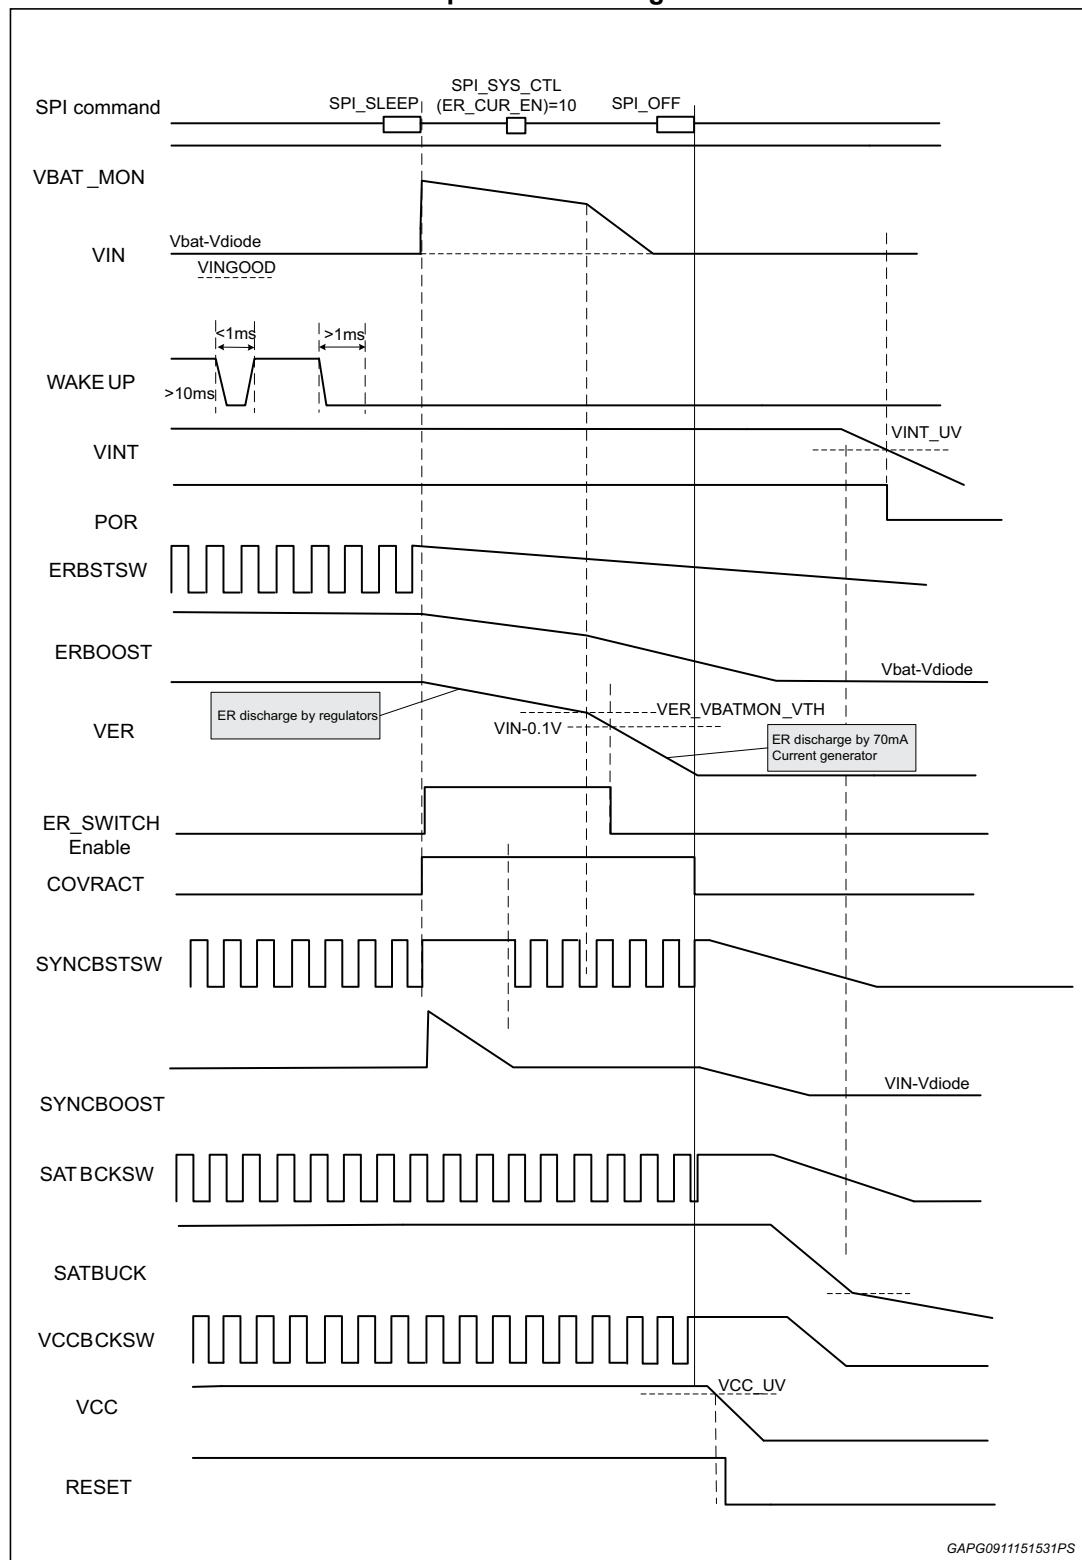 SPI_SYS_CTL
SPI command
SPI_SLEEP
(ER_CUR_EN)=10
SPI_OFF
VBAT_MON
Vbat-Vdiode
VIN
VINGOOD
<1ms
>1ms
WAKE UP
>10ms
VINT_UV
VINT
POR
ERBSTSW
ERBOOST
Vbat-Vdiode
ER discharge by regulators
VER_VBATMON_VTH
VER
VIN-0.1V
ER discharge by 70mA
Current generator
ER_SWITCH
Enable
COVRACT
SYNCBSTSW
VIN-Vdiode
SYNCBOOST
SATBCKSW
SATBUCK
VCCBCKSW
VCC_UV
VCC
RESET
GAPG0911151531PS